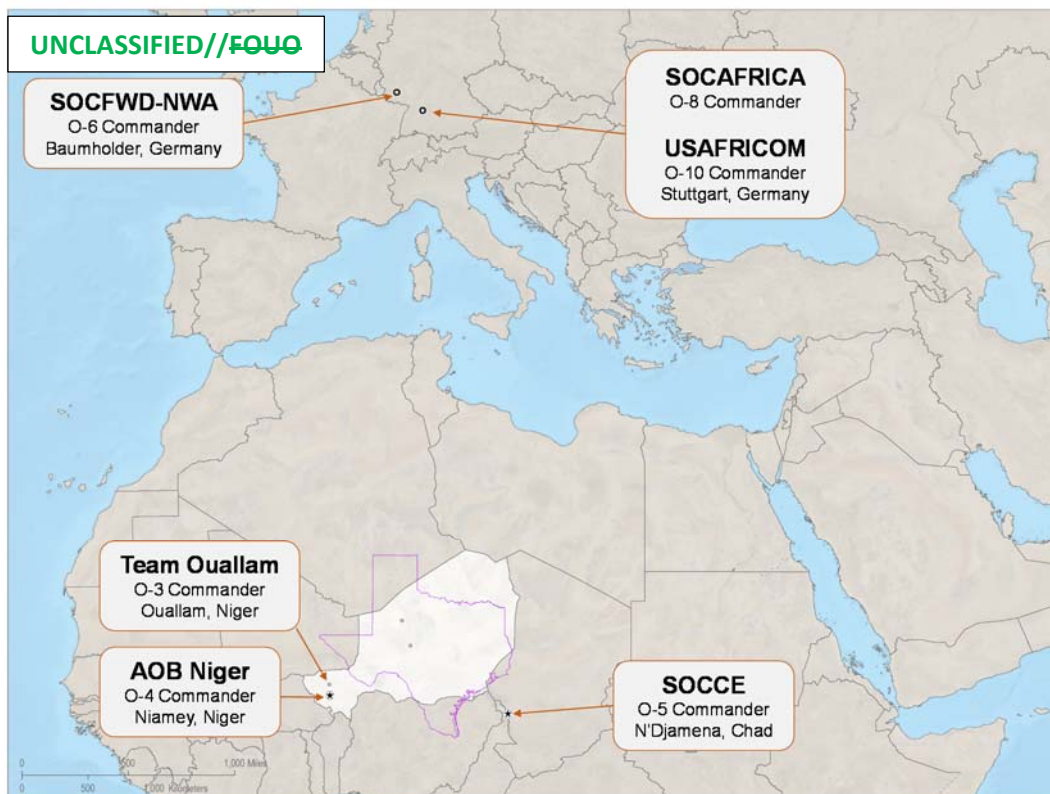 UNCLASSIFIED//FOUO
SOCFWD-NWA
O-6 Commander
Baumholder, Germany
SOCAFRICA
O-8 Commander
USAFRICOM
O-10 Commander
Stuttgart, Germany
Team Ouallam
O-3 Commander
Ouallam, Niger
AOB Niger
O-4 Commander
Niamey, Niger
SOCCE
O-5 Commander
N'Djamena, Chad
0 500 1,000 Miles
0 500 1,000 Kilometers